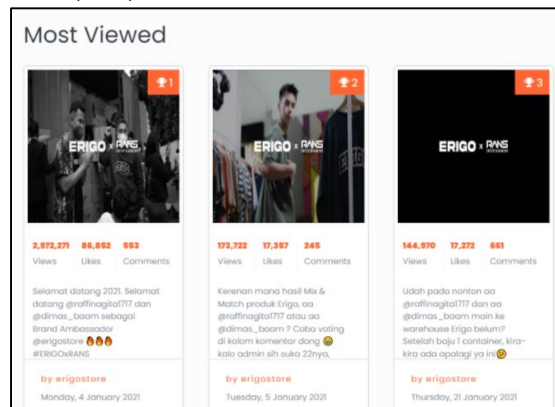 Most Viewed
1
ERIGO x RANS
2,972,271 86,852 553
Views Likes Comments
Selamat datang 2021. Selamat
datang @raffinagita1717 dan
@dimas_baam sebagai
Brand Ambassador
@erigostore 🔥🔥🔥
#ERIGOxRANS
by erigostore
Monday, 4 January 2021
2
ERIGO x RANS
173,722 17,357 245
Views Likes Comments
Kerenan mana hasil Mix &
Match produk Erigo, aa
@raffinagita1717 atau aa
@dimas_baam ? Coba voting
di kolom komentar dong 😁
kalo admin sih suka 22nya,
by erigostore
Tuesday, 5 January 2021
3
ERIGO x RANS
144,970 17,272 661
Views Likes Comments
Udah pada nonton aa
@raffinagita1717 dan aa
@dimas_baam main ke
warehouse Erigo belum?
Setelah baju 1 container, kira-
kira ada apalagi ya ini🤔
by erigostore
Thursday, 21 January 2021